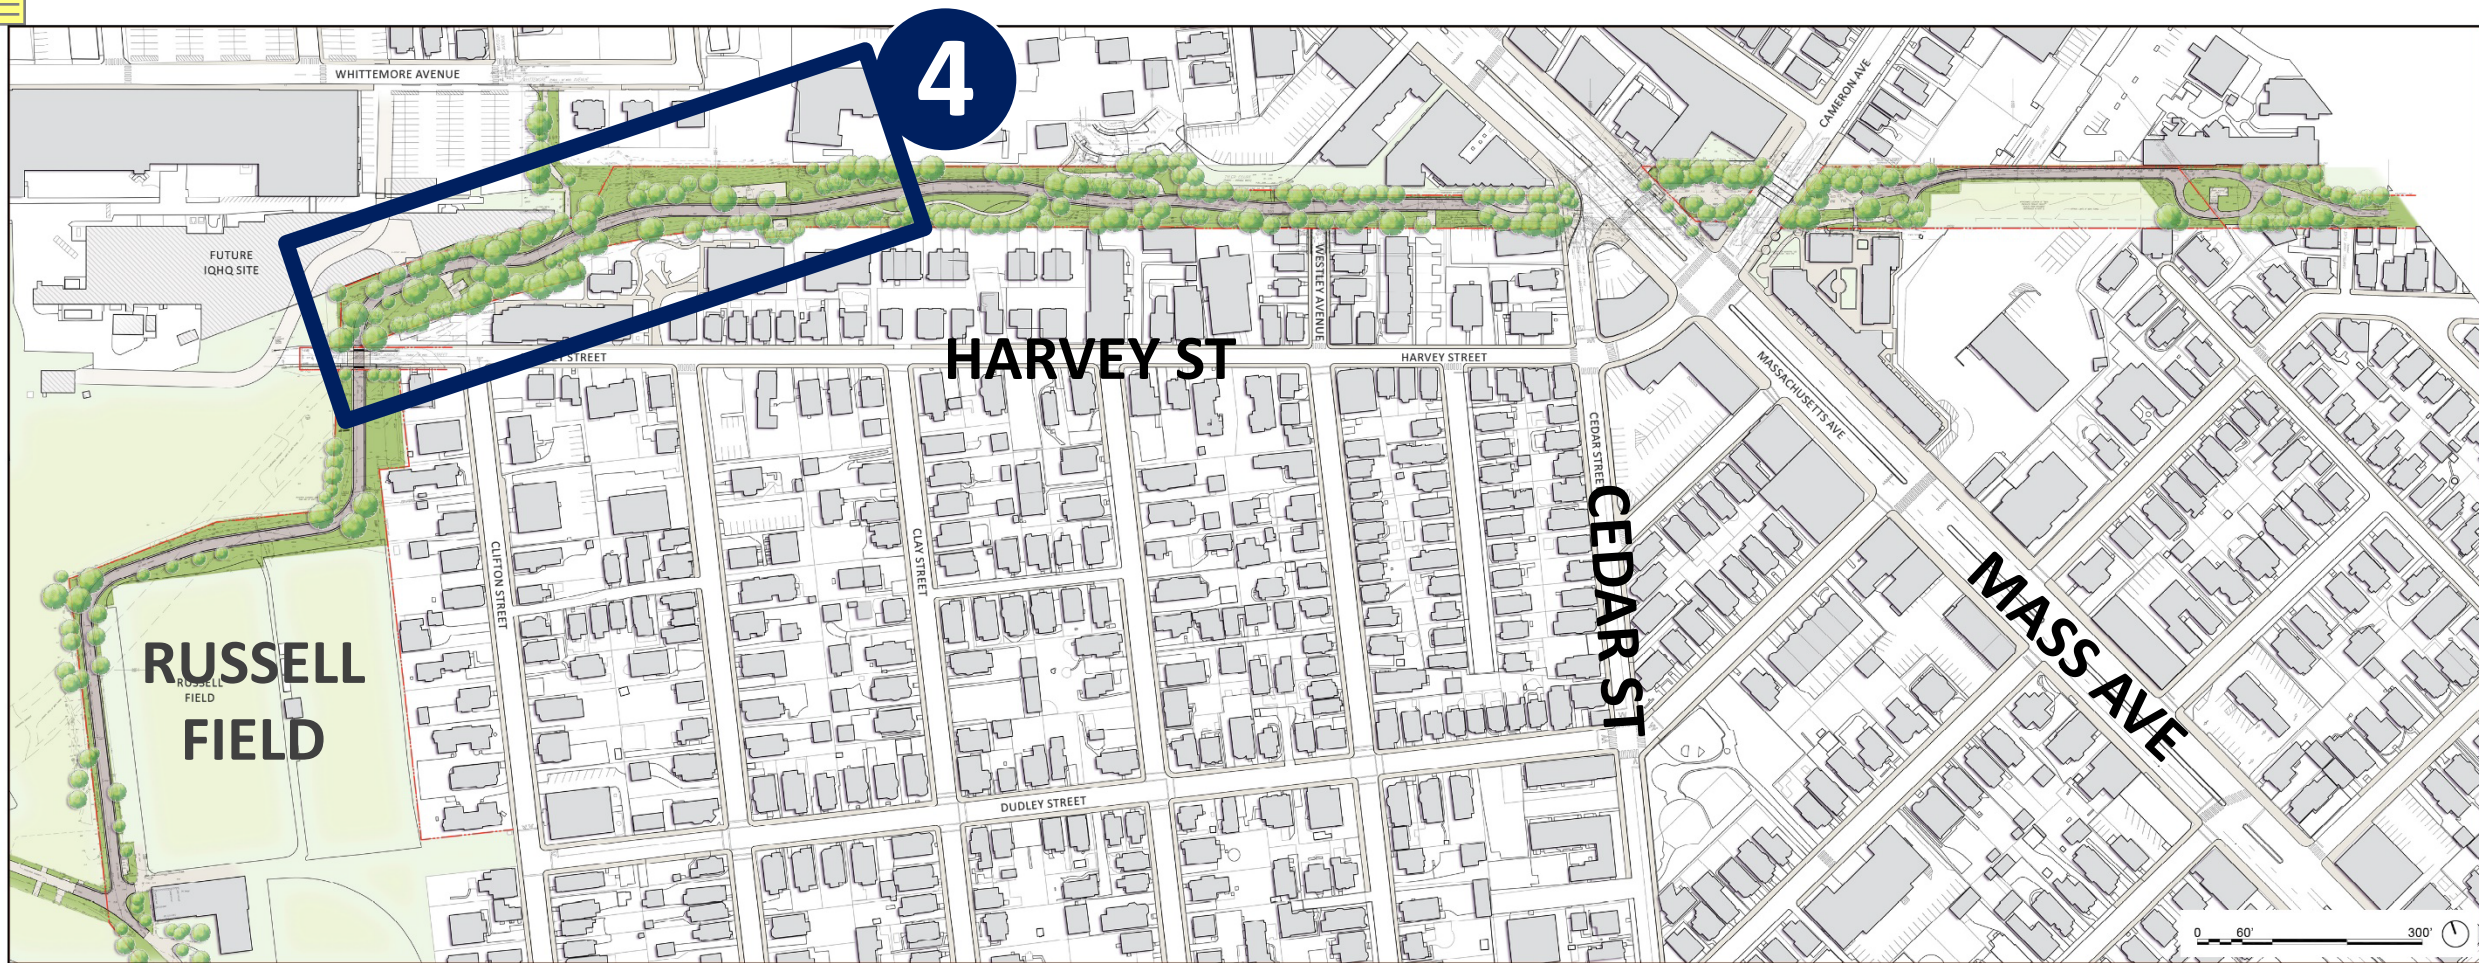 4
WHITTEMORE AVENUE
CAMERON AVE
FUTURE
IQHQ SITE
WESTLEY AVENUE
STREET
HARVEY ST
HARVEY STREET
MASSACHUSETTS AVE
CEDAR STREET
CEDAR ST
CLIFTON STREET
CLAY STREET
MASS AVE
RUSSELL
FIELD
RUSSELL
FIELD
DUDLEY STREET
0 60' 300'